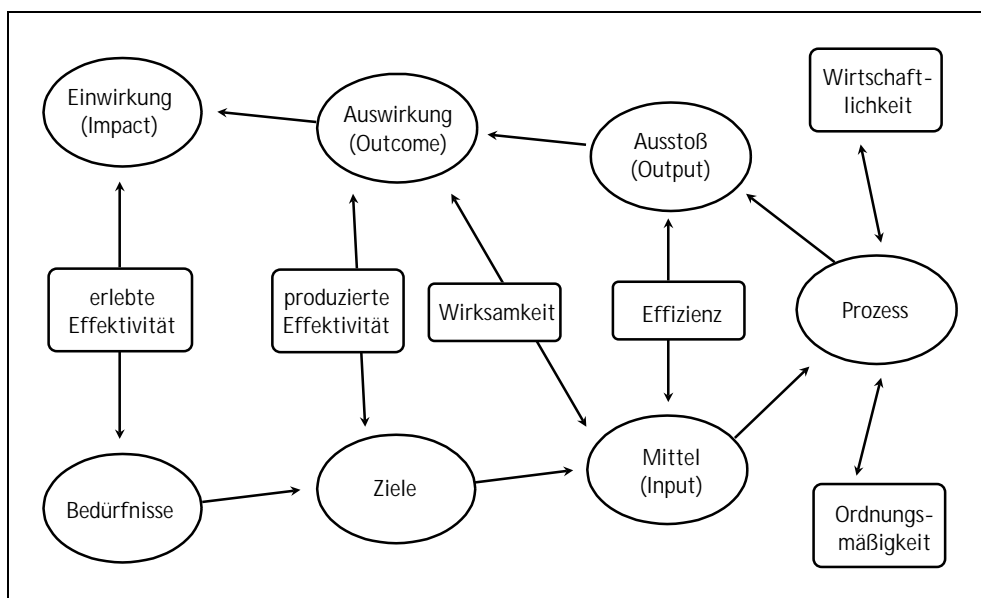 Einwirkung
(Impact)
Auswirkung
(Outcome)
Ausstoß
(Output)
Wirtschaft-
lichkeit
erlebte
Effektivität
produzierte
Effektivität
Wirksamkeit
Effizienz
Prozess
Bedürfnisse
Ziele
Mittel
(Input)
Ordnungs-
mäßigkeit